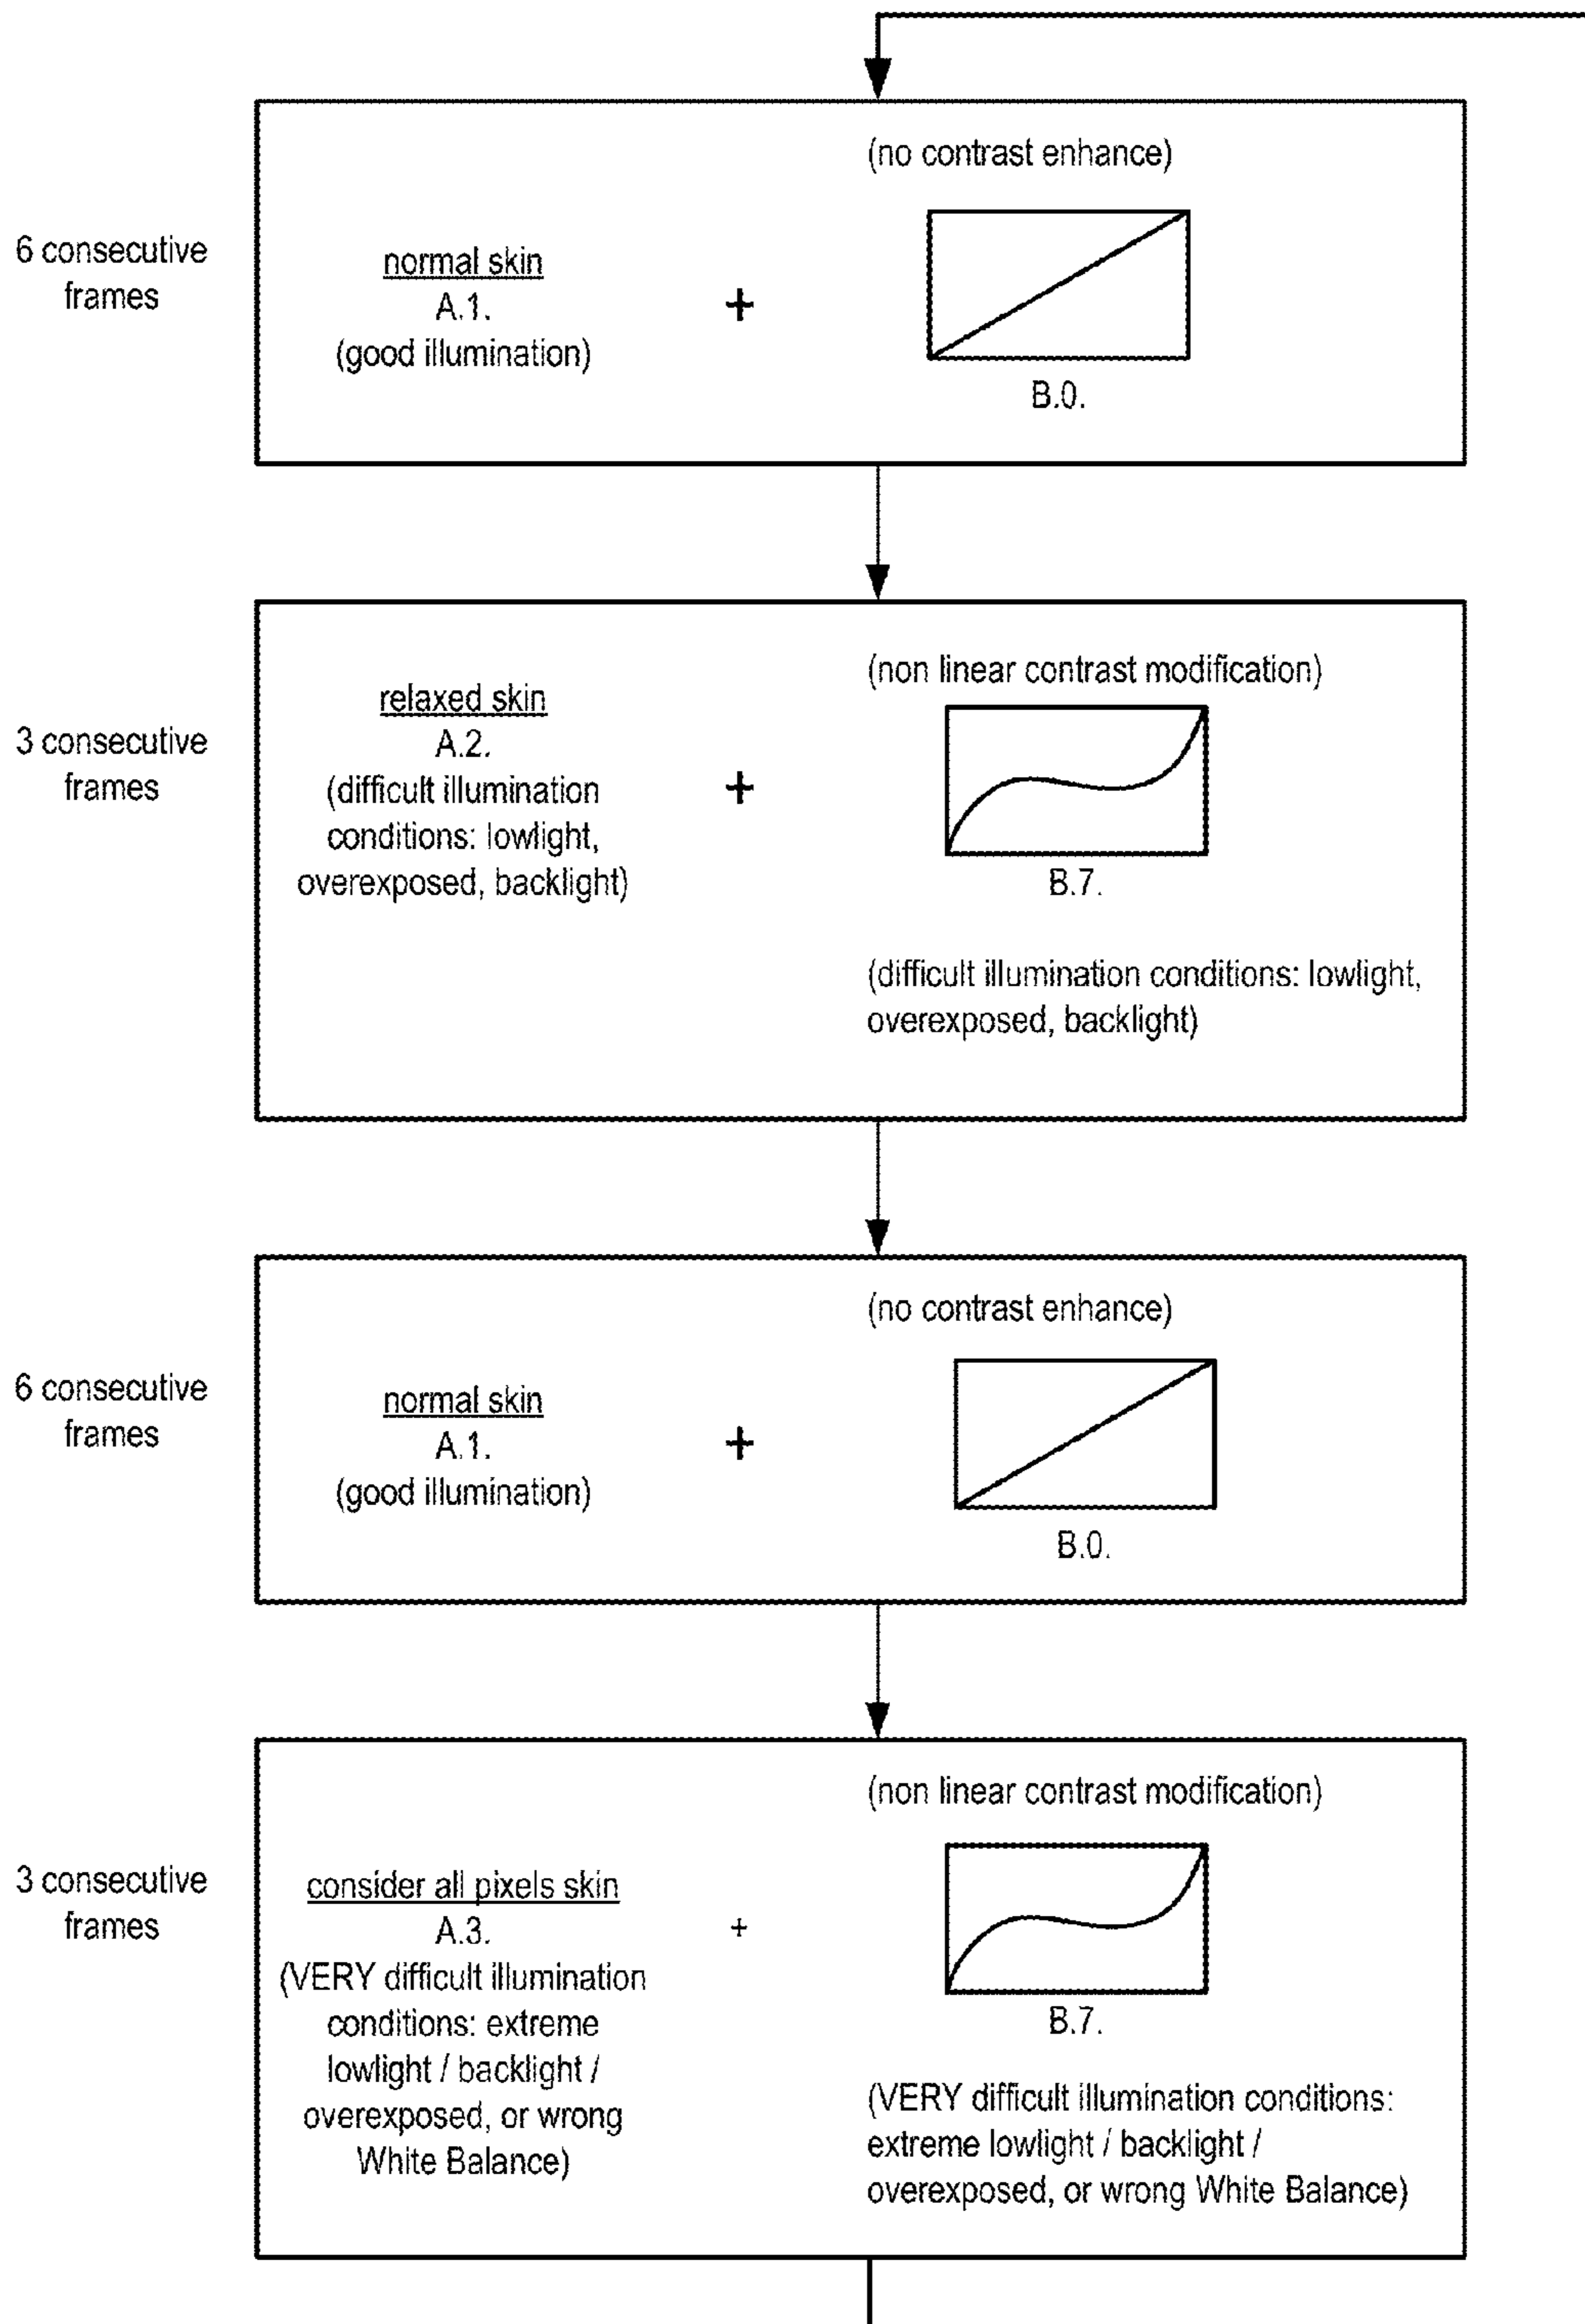 (no contrast enhance)
6 consecutive
frames
normal skin
A.1.
(good illumination)
+
B.0.
3 consecutive
frames
relaxed skin
A.2.
(difficult illumination
conditions: lowlight,
overexposed, backlight)
+
(non linear contrast modification)
B.7.
(difficult illumination conditions: lowlight,
overexposed, backlight)
6 consecutive
frames
normal skin
A.1.
(good illumination)
+
(no contrast enhance)
B.0.
3 consecutive
frames
consider all pixels skin
A.3.
(VERY difficult illumination
conditions: extreme
lowlight / backlight /
overexposed, or wrong
White Balance)
+
(non linear contrast modification)
B.7.
(VERY difficult illumination conditions:
extreme lowlight / backlight /
overexposed, or wrong White Balance)